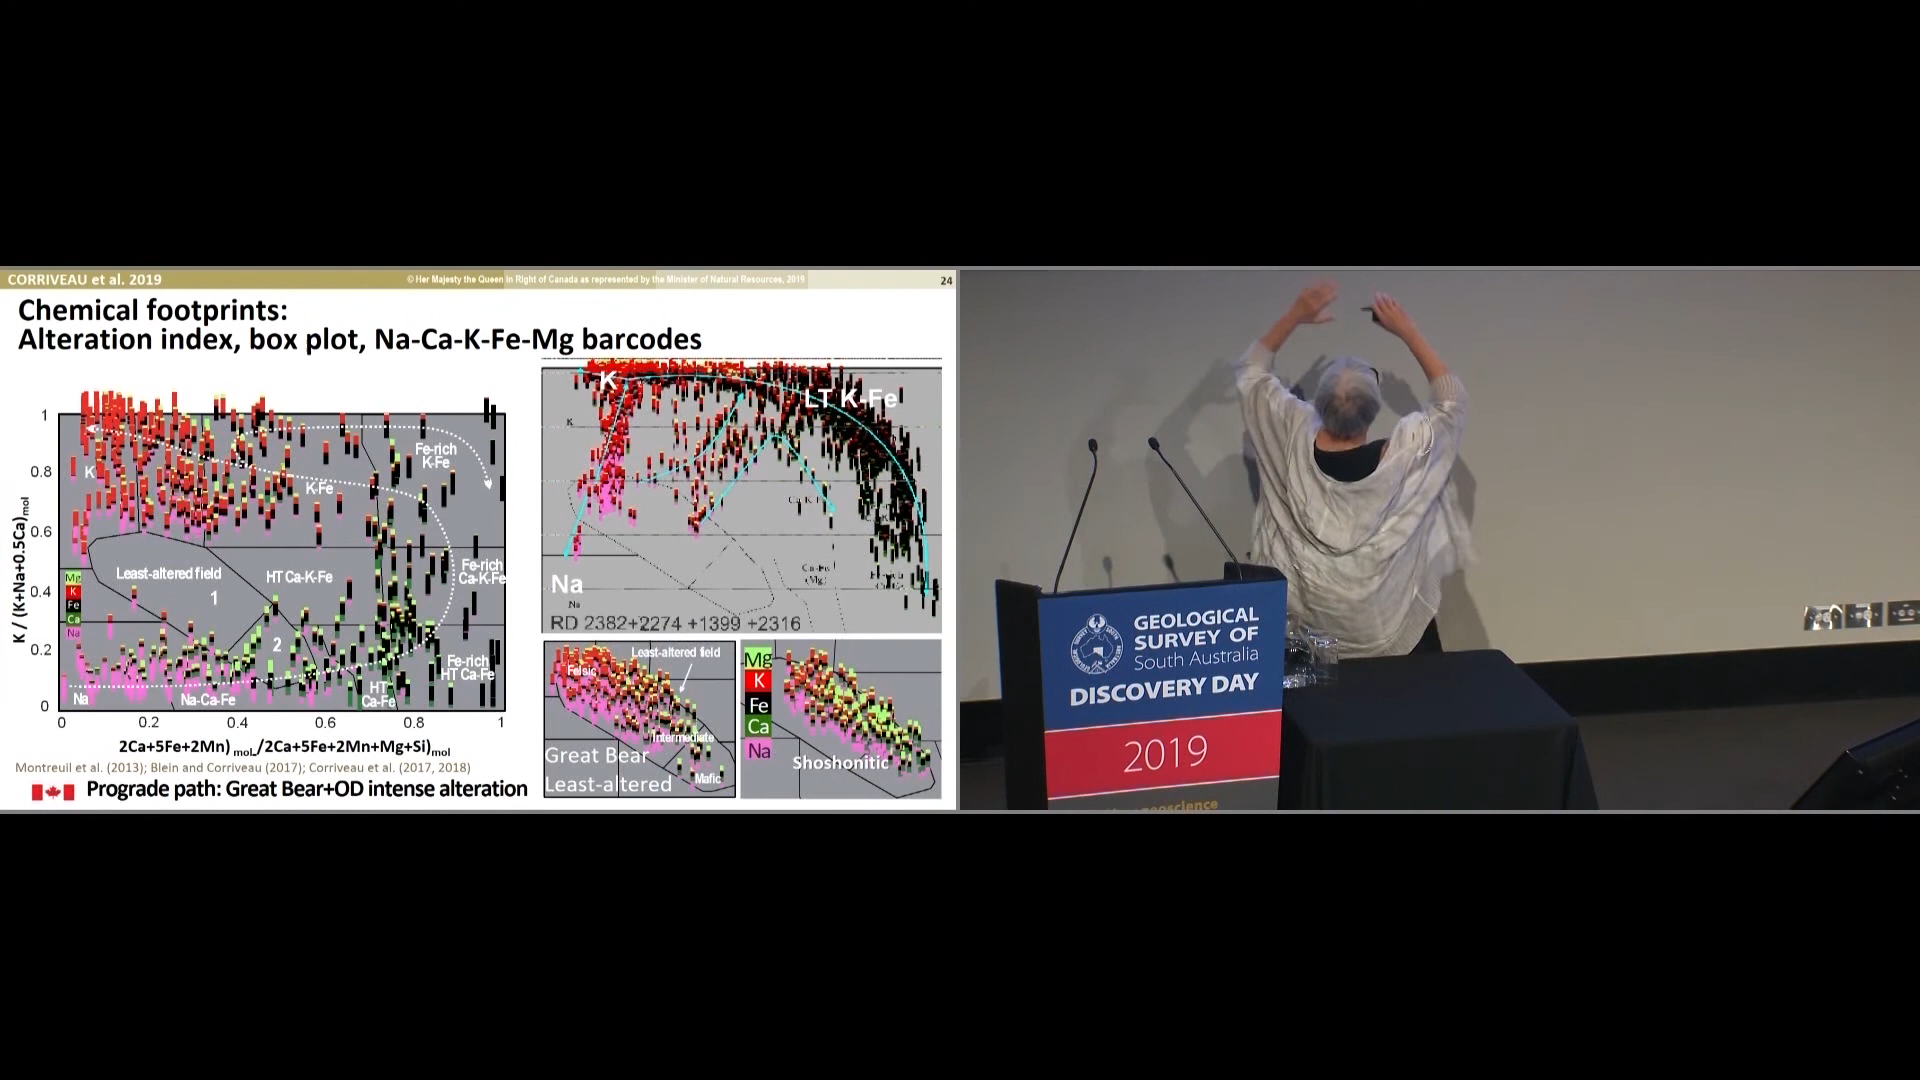 CORRIVEAU et al. 2019
© Her Majesty the Queen in Right of Canada as represented by the Minister of Natural Resources, 2019
24
Chemical footprints:
Alteration index, box plot, Na-Ca-K-Fe-Mg barcodes
K / (K+Na+0.5Ca)mol
1
0.8
0.6
0.4
0.2
0
K
K-Fe
Fe-rich
K-Fe
Least-altered field
1
HT Ca-K-Fe
Fe-rich
Ca-K-Fe
Mg
K
Fe
Ca
Na
2
Fe-rich
HT Ca-Fe
Na
Na-Ca-Fe
HT
Ca-Fe
0
0.2
0.4
0.6
0.8
1
2Ca+5Fe+2Mn) mol/2Ca+5Fe+2Mn+Mg+Si)mol
Montreuil et al. (2013); Blein and Corriveau (2017); Corriveau et al. (2017, 2018)
Prograde path: Great Bear+OD intense alteration
K
LT K-Fe
K
Ca-Fe
(Mg)
Na
Na
RD 2382+2274 +1399 +2316
Least-altered field
Felsic
Intermediate
Mafic
Great Bear
Least-altered
Mg
K
Fe
Ca
Na
Shoshonitic
GEOLOGICAL
SURVEY OF
South Australia
DISCOVERY DAY
2019